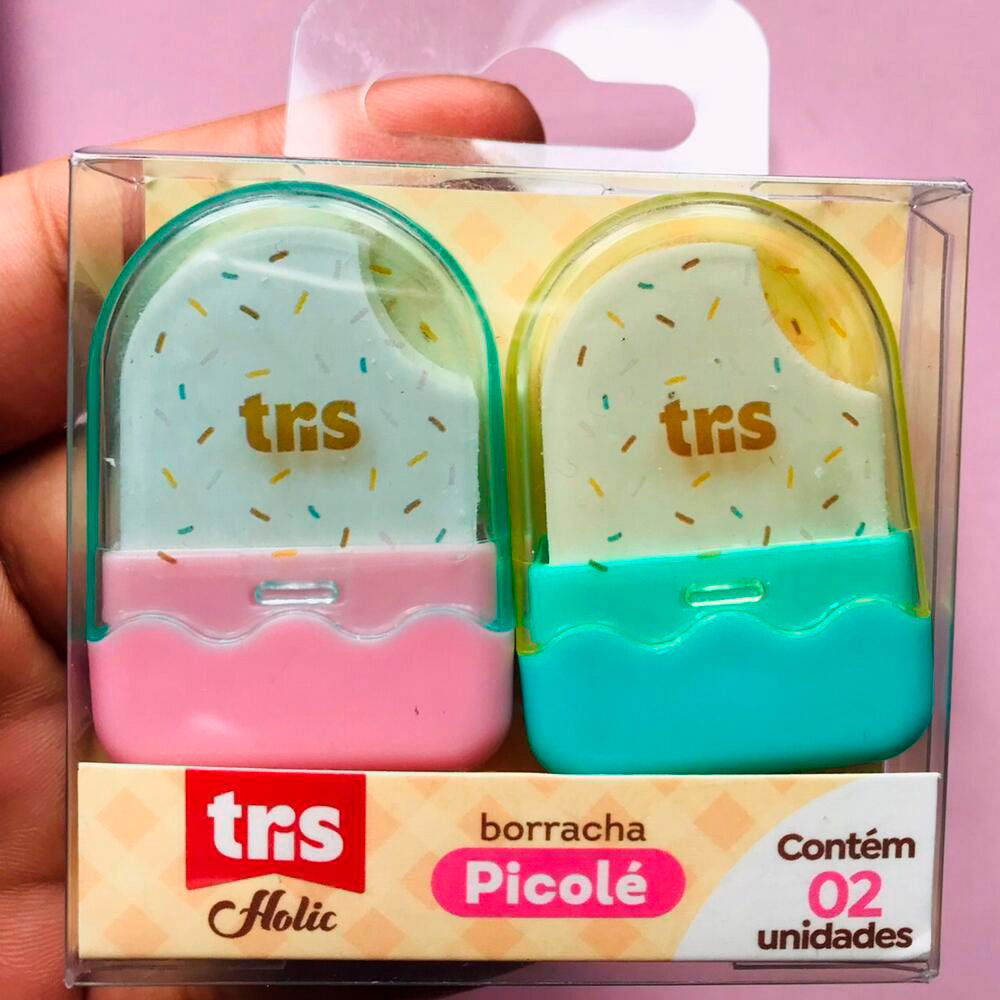 tris
tris
tris
Holic
borracha
Picolé
Contém
02
unidades